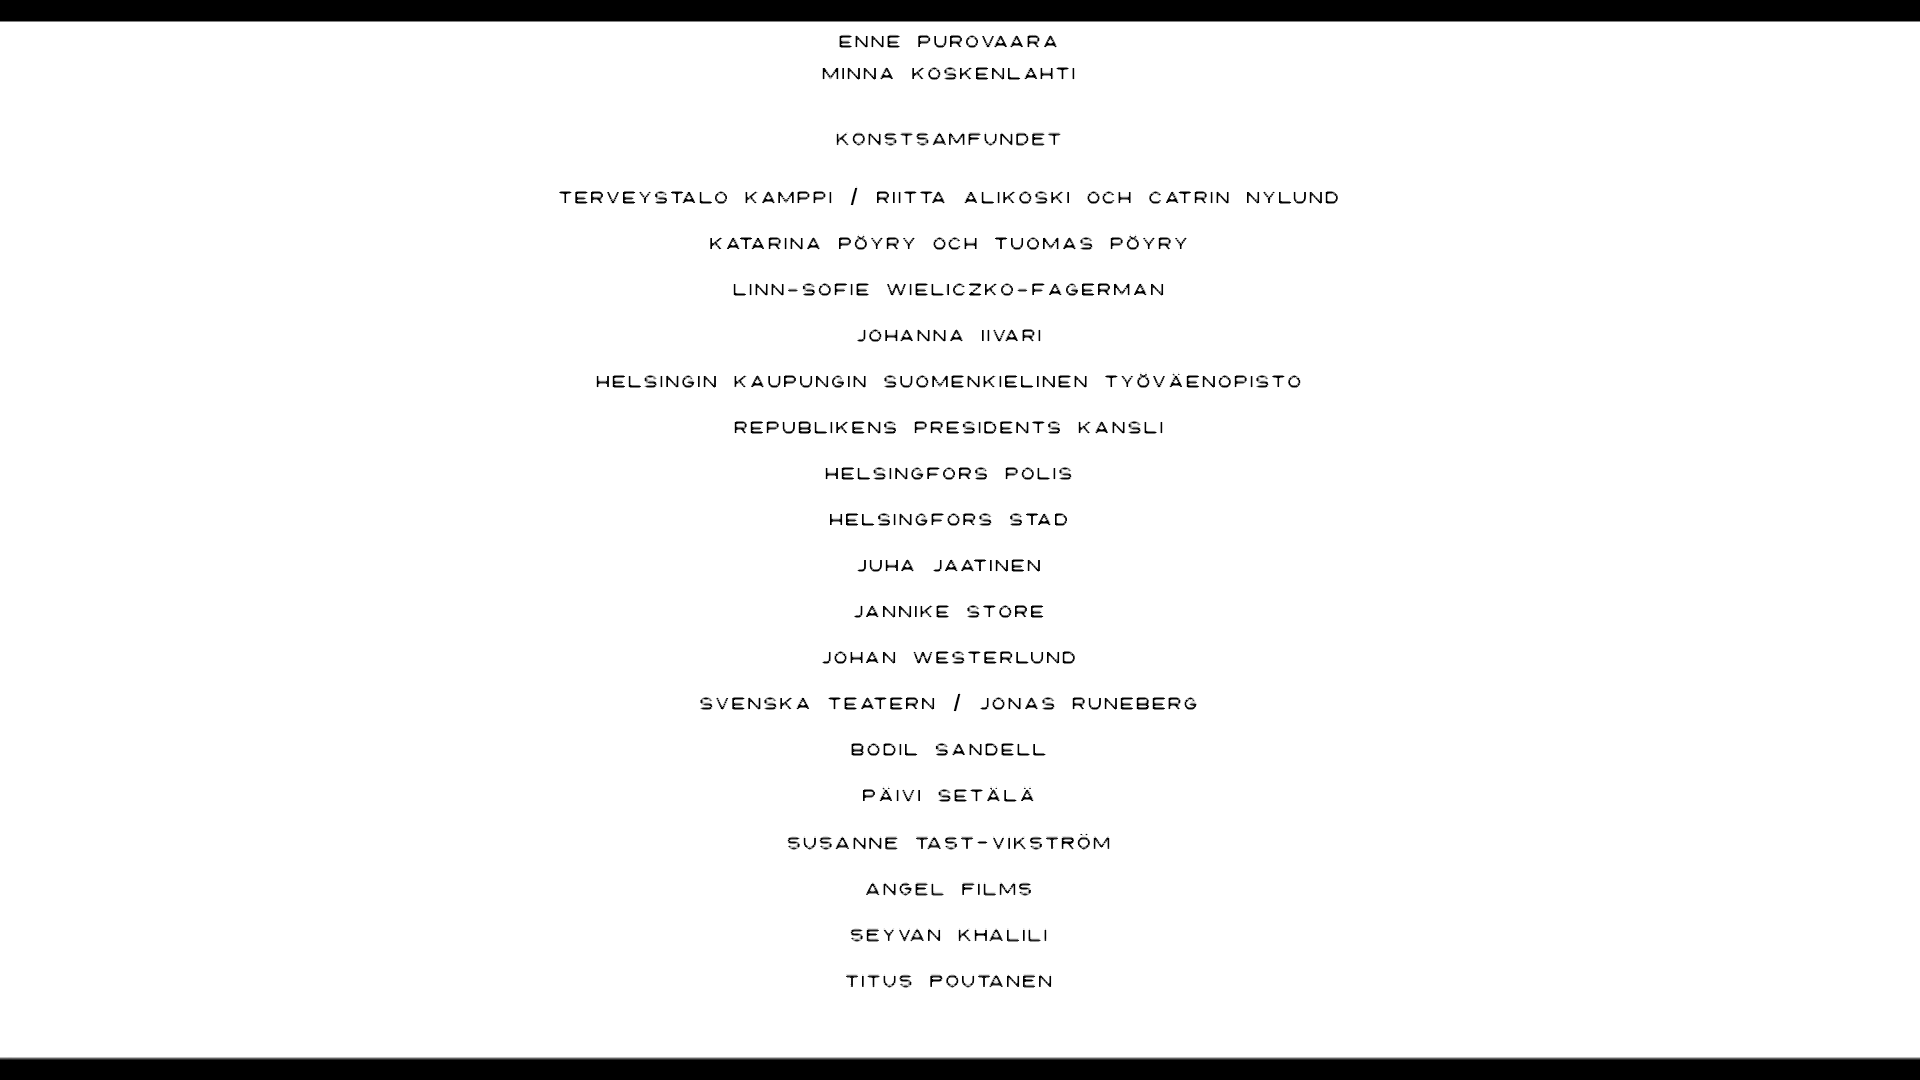 ENNE PUROVAARA
MINNA KOSKENLAHTI
KONSTSAMFUNDET
TERVEYSTALO KAMPPI / RIITTA ALIKOSKI OCH CATRIN NYLUND
KATARINA PÖYRY OCH TUOMAS PÖYRY
LINN-SOFIE WIELICZKO-FAGERMAN
JOHANNA IIVARI
HELSINGIN KAUPUNGIN SUOMENKIELINEN TYÖVÄENOPISTO
REPUBLIKENS PRESIDENTS KANSLI
HELSINGFORS POLIS
HELSINGFORS STAD
JUHA JAATINEN
JANNIKE STORE
JOHAN WESTERLUND
SVENSKA TEATERN / JONAS RUNEBERG
BODIL SANDELL
PÄIVI SETÄLÄ
SUSANNE TAST-VIKSTRÖM
ANGEL FILMS
SEYVAN KHALILI
TITUS POUTANEN